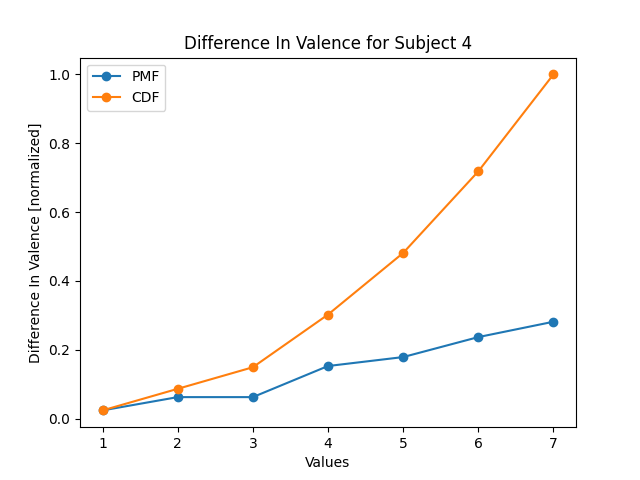 Difference In Valence for Subject 4
PMF
CDF
Difference In Valence [normalized]
1.0
0.8
0.6
0.4
0.2
0.0
1 2 3 4 5 6 7
Values